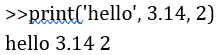 >>print('hello', 3.14, 2)
hello 3.14 2